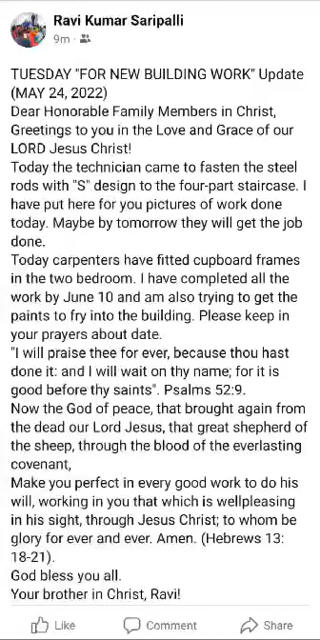 Ravi Kumar Saripalli
9m ·
TUESDAY "FOR NEW BUILDING WORK" Update
(MAY 24, 2022)
Dear Honorable Family Members in Christ,
Greetings to you in the Love and Grace of our
LORD Jesus Christ!
Today the technician came to fasten the steel
rods with "S" design to the four-part staircase. I
have put here for you pictures of work done
today. Maybe by tomorrow they will get the job
done.
Today carpenters have fitted cupboard frames
in the two bedroom. I have completed all the
work by June 10 and am also trying to get the
paints to fry into the building. Please keep in
your prayers about date.
"I will praise thee for ever, because thou hast
done it: and I will wait on thy name; for it is
good before thy saints". Psalms 52:9.
Now the God of peace, that brought again from
the dead our Lord Jesus, that great shepherd of
the sheep, through the blood of the everlasting
covenant,
Make you perfect in every good work to do his
will, working in you that which is wellpleasing
in his sight, through Jesus Christ; to whom be
glory for ever and ever. Amen. (Hebrews 13:
18-21).
God bless you all.
Your brother in Christ, Ravi!
Like Comment Share